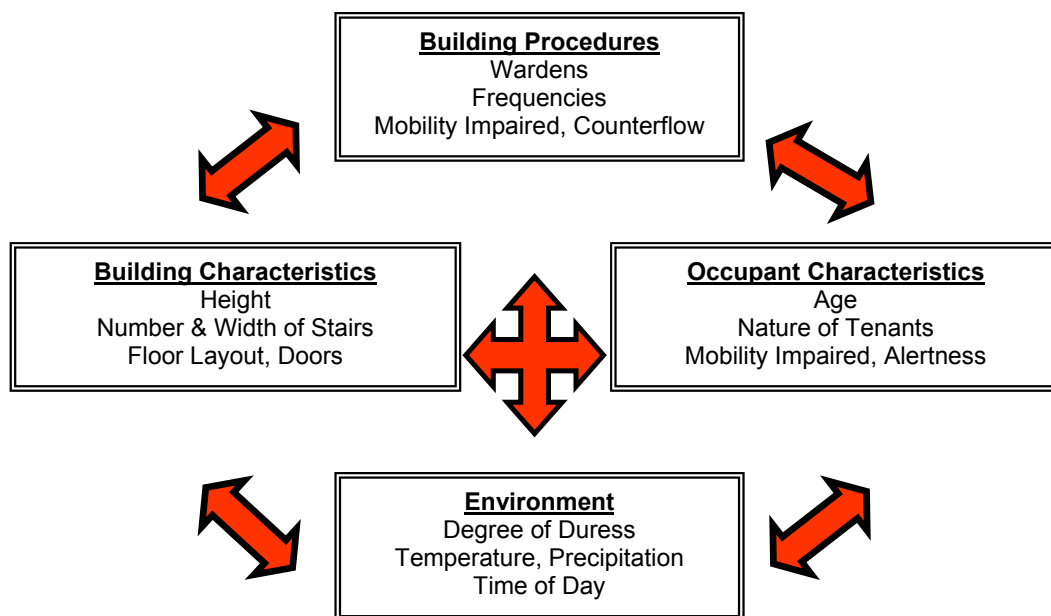 Building Procedures
Wardens
Frequencies
Mobility Impaired, Counterflow
Building Characteristics
Height
Number & Width of Stairs
Floor Layout, Doors
Occupant Characteristics
Age
Nature of Tenants
Mobility Impaired, Alertness
Environment
Degree of Duress
Temperature, Precipitation
Time of Day